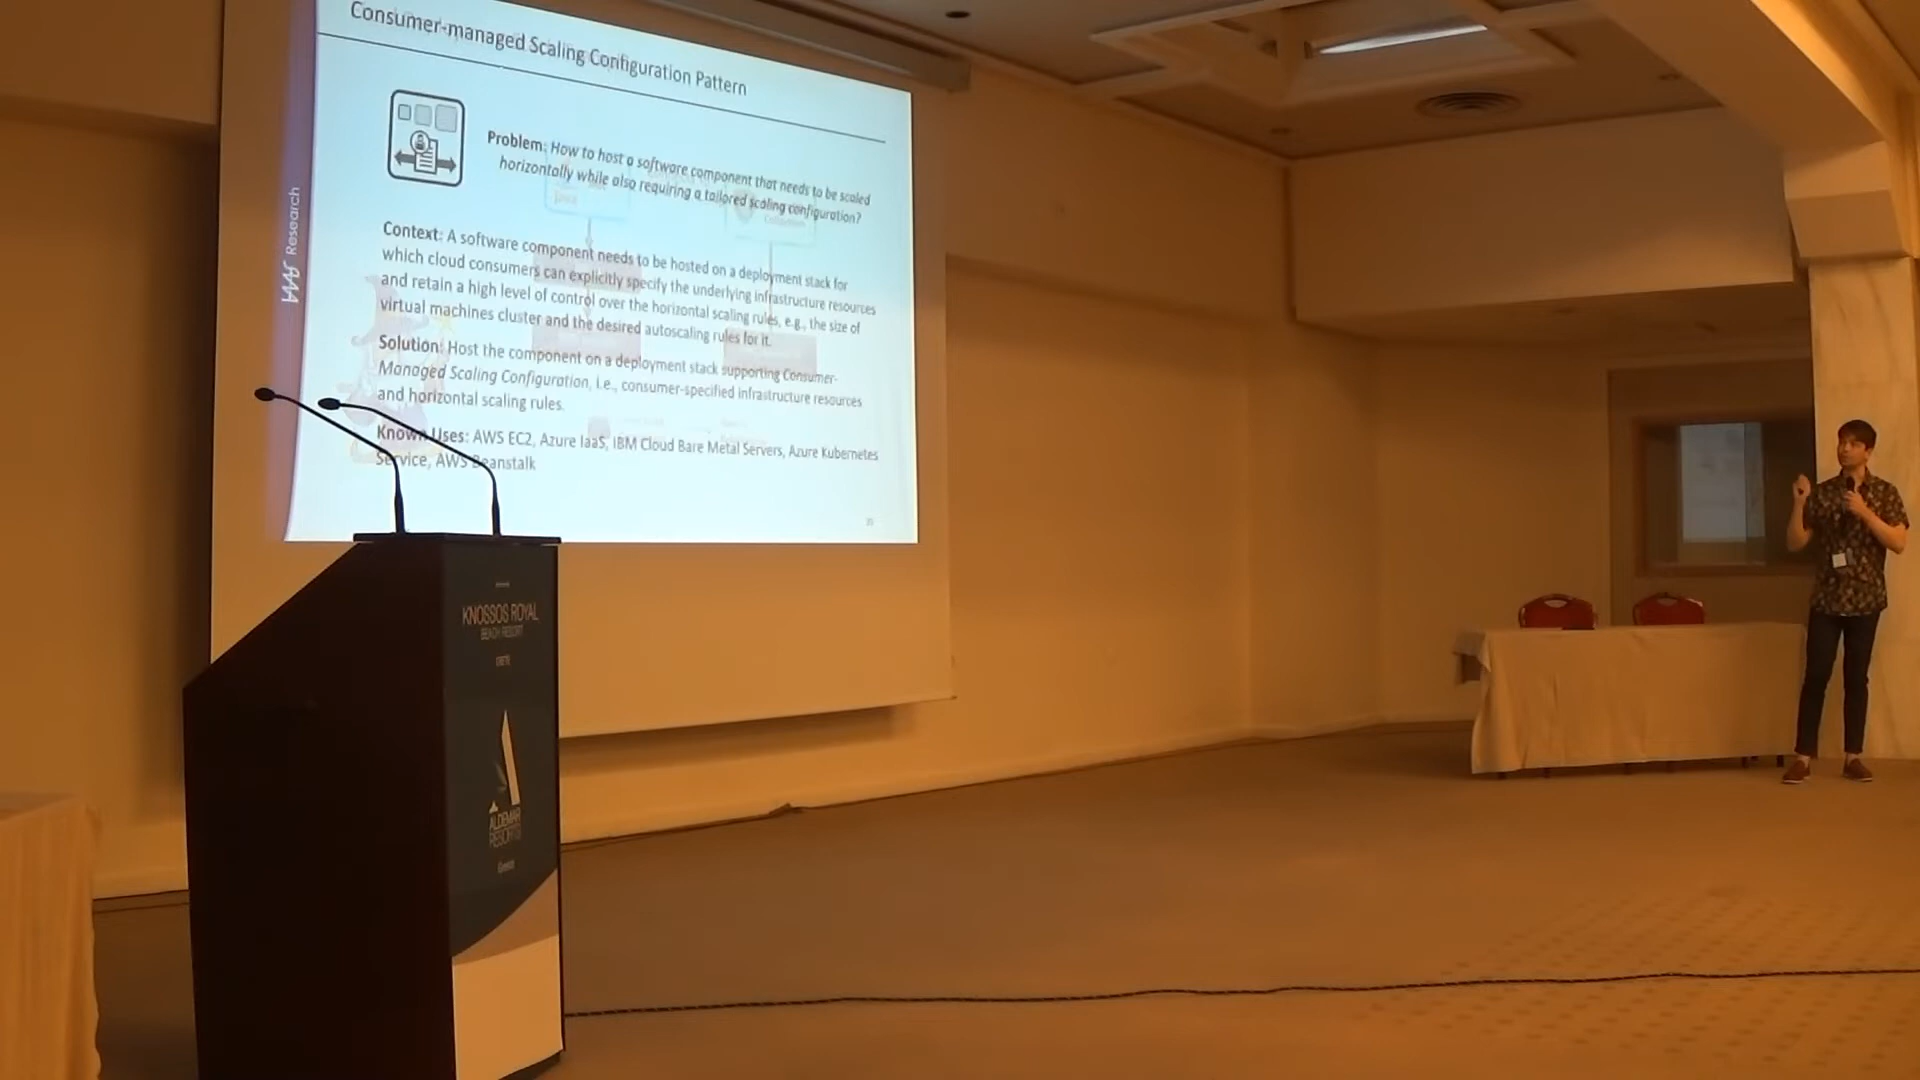 Consumer-managed Scaling Configuration Pattern
Problem: How to host a software component that needs to be scaled
horizontally while also requiring a tailored scaling configuration?
Research
Context: A software component needs to be hosted on a deployment stack for
which cloud consumers can explicitly specify the underlying infrastructure resources
and retain a high level of control over the horizontal scaling rules, e.g., the size of
virtual machines cluster and the desired autoscaling rules for it.
Solution: Host the component on a deployment stack supporting Consumer-
Managed Scaling Configuration, i.e., consumer-specified infrastructure resources
and horizontal scaling rules.
Known Uses: AWS EC2, Azure IaaS, IBM Cloud Bare Metal Servers, Azure Kubernetes
Service, AWS Beanstalk
KNOSSOS ROYAL
BEACH RESORT
CRETE
ALDEMAR
RESORTS
Greece